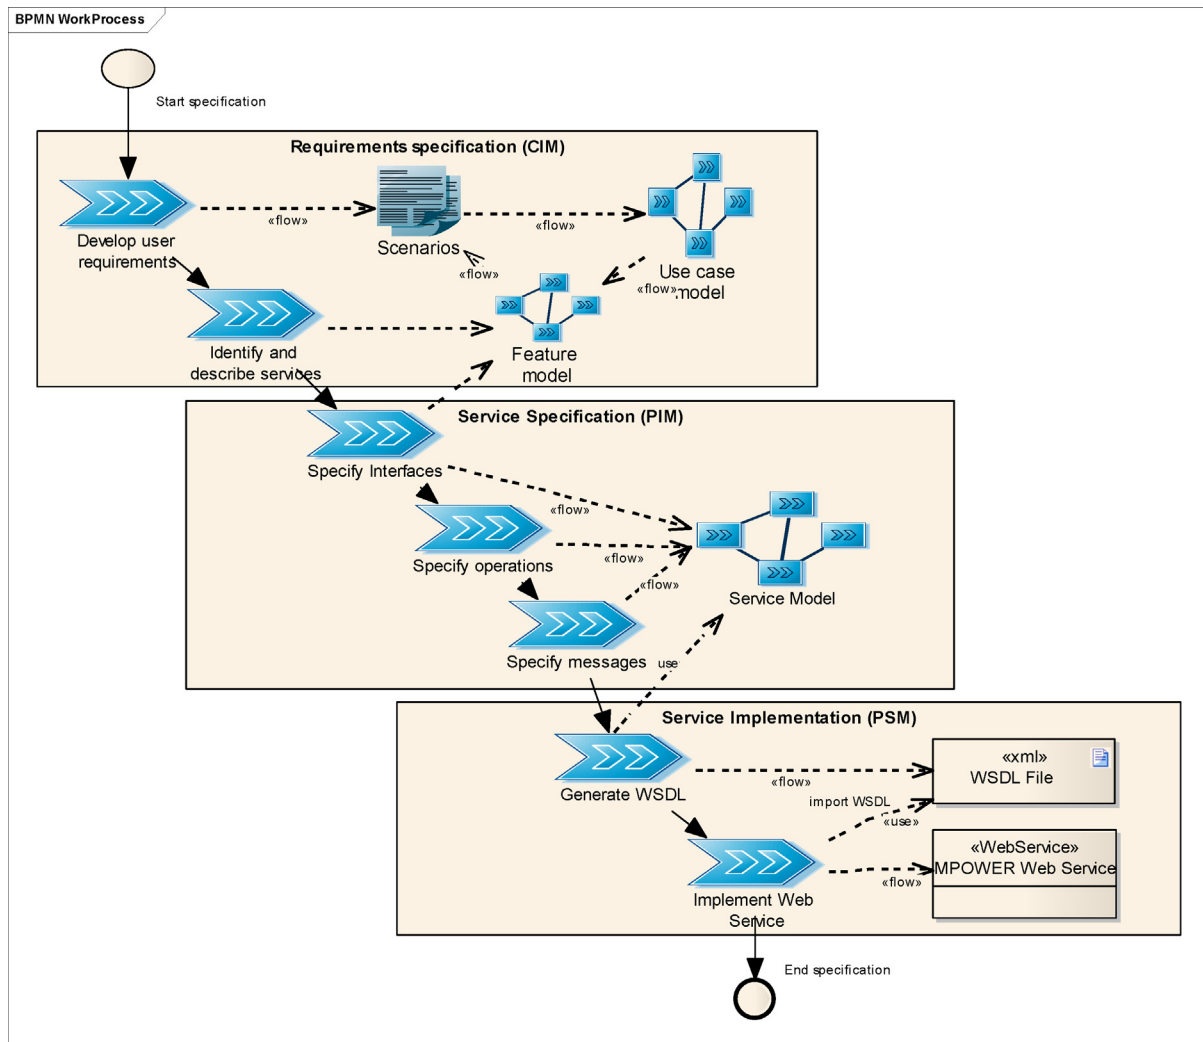 BPMN WorkProcess
Start specification
Requirements specification (CIM)
«flow»
«flow»
Develop user
requirements
Scenarios
«flow»
Use case
model
«flow»
Identify and
describe services
Feature
model
Service Specification (PIM)
Specify Interfaces
«flow»
Specify operations
«flow»
«flow»
Service Model
Specify messages
use
Service Implementation (PSM)
«xml»
WSDL File
Generate WSDL
«flow»
import WSDL
«use»
«WebService»
MPOWER Web Service
«flow»
Implement Web
Service
End specification